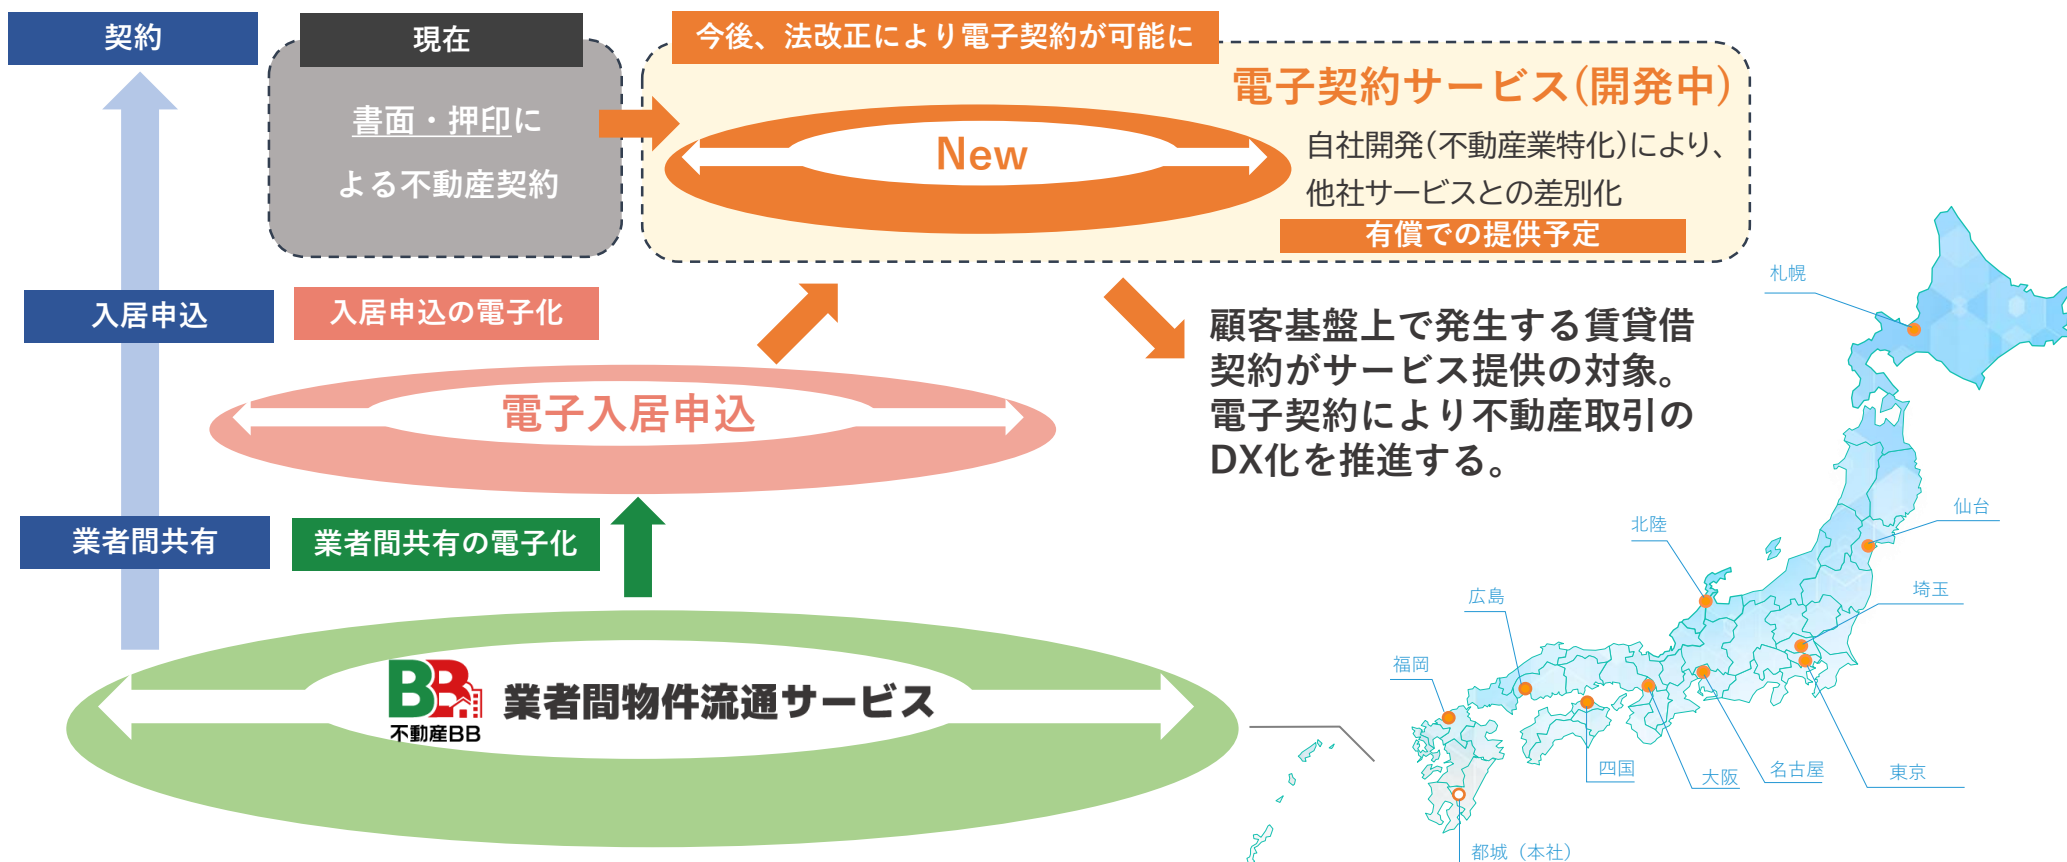 契約
現在
書面・押印に
よる不動産契約
今後、法改正により電子契約が可能に
電子契約サービス(開発中)
New
自社開発(不動産業特化)により、
他社サービスとの差別化
有償での提供予定
入居申込
入居申込の電子化
電子入居申込
顧客基盤上で発生する賃貸借
契約がサービス提供の対象。
電子契約により不動産取引の
DX化を推進する。
業者間共有
業者間共有の電子化
BB
不動産BB
業者間物件流通サービス
札幌
仙台
北陸
埼玉
広島
福岡
四国
大阪
名古屋
東京
都城（本社）